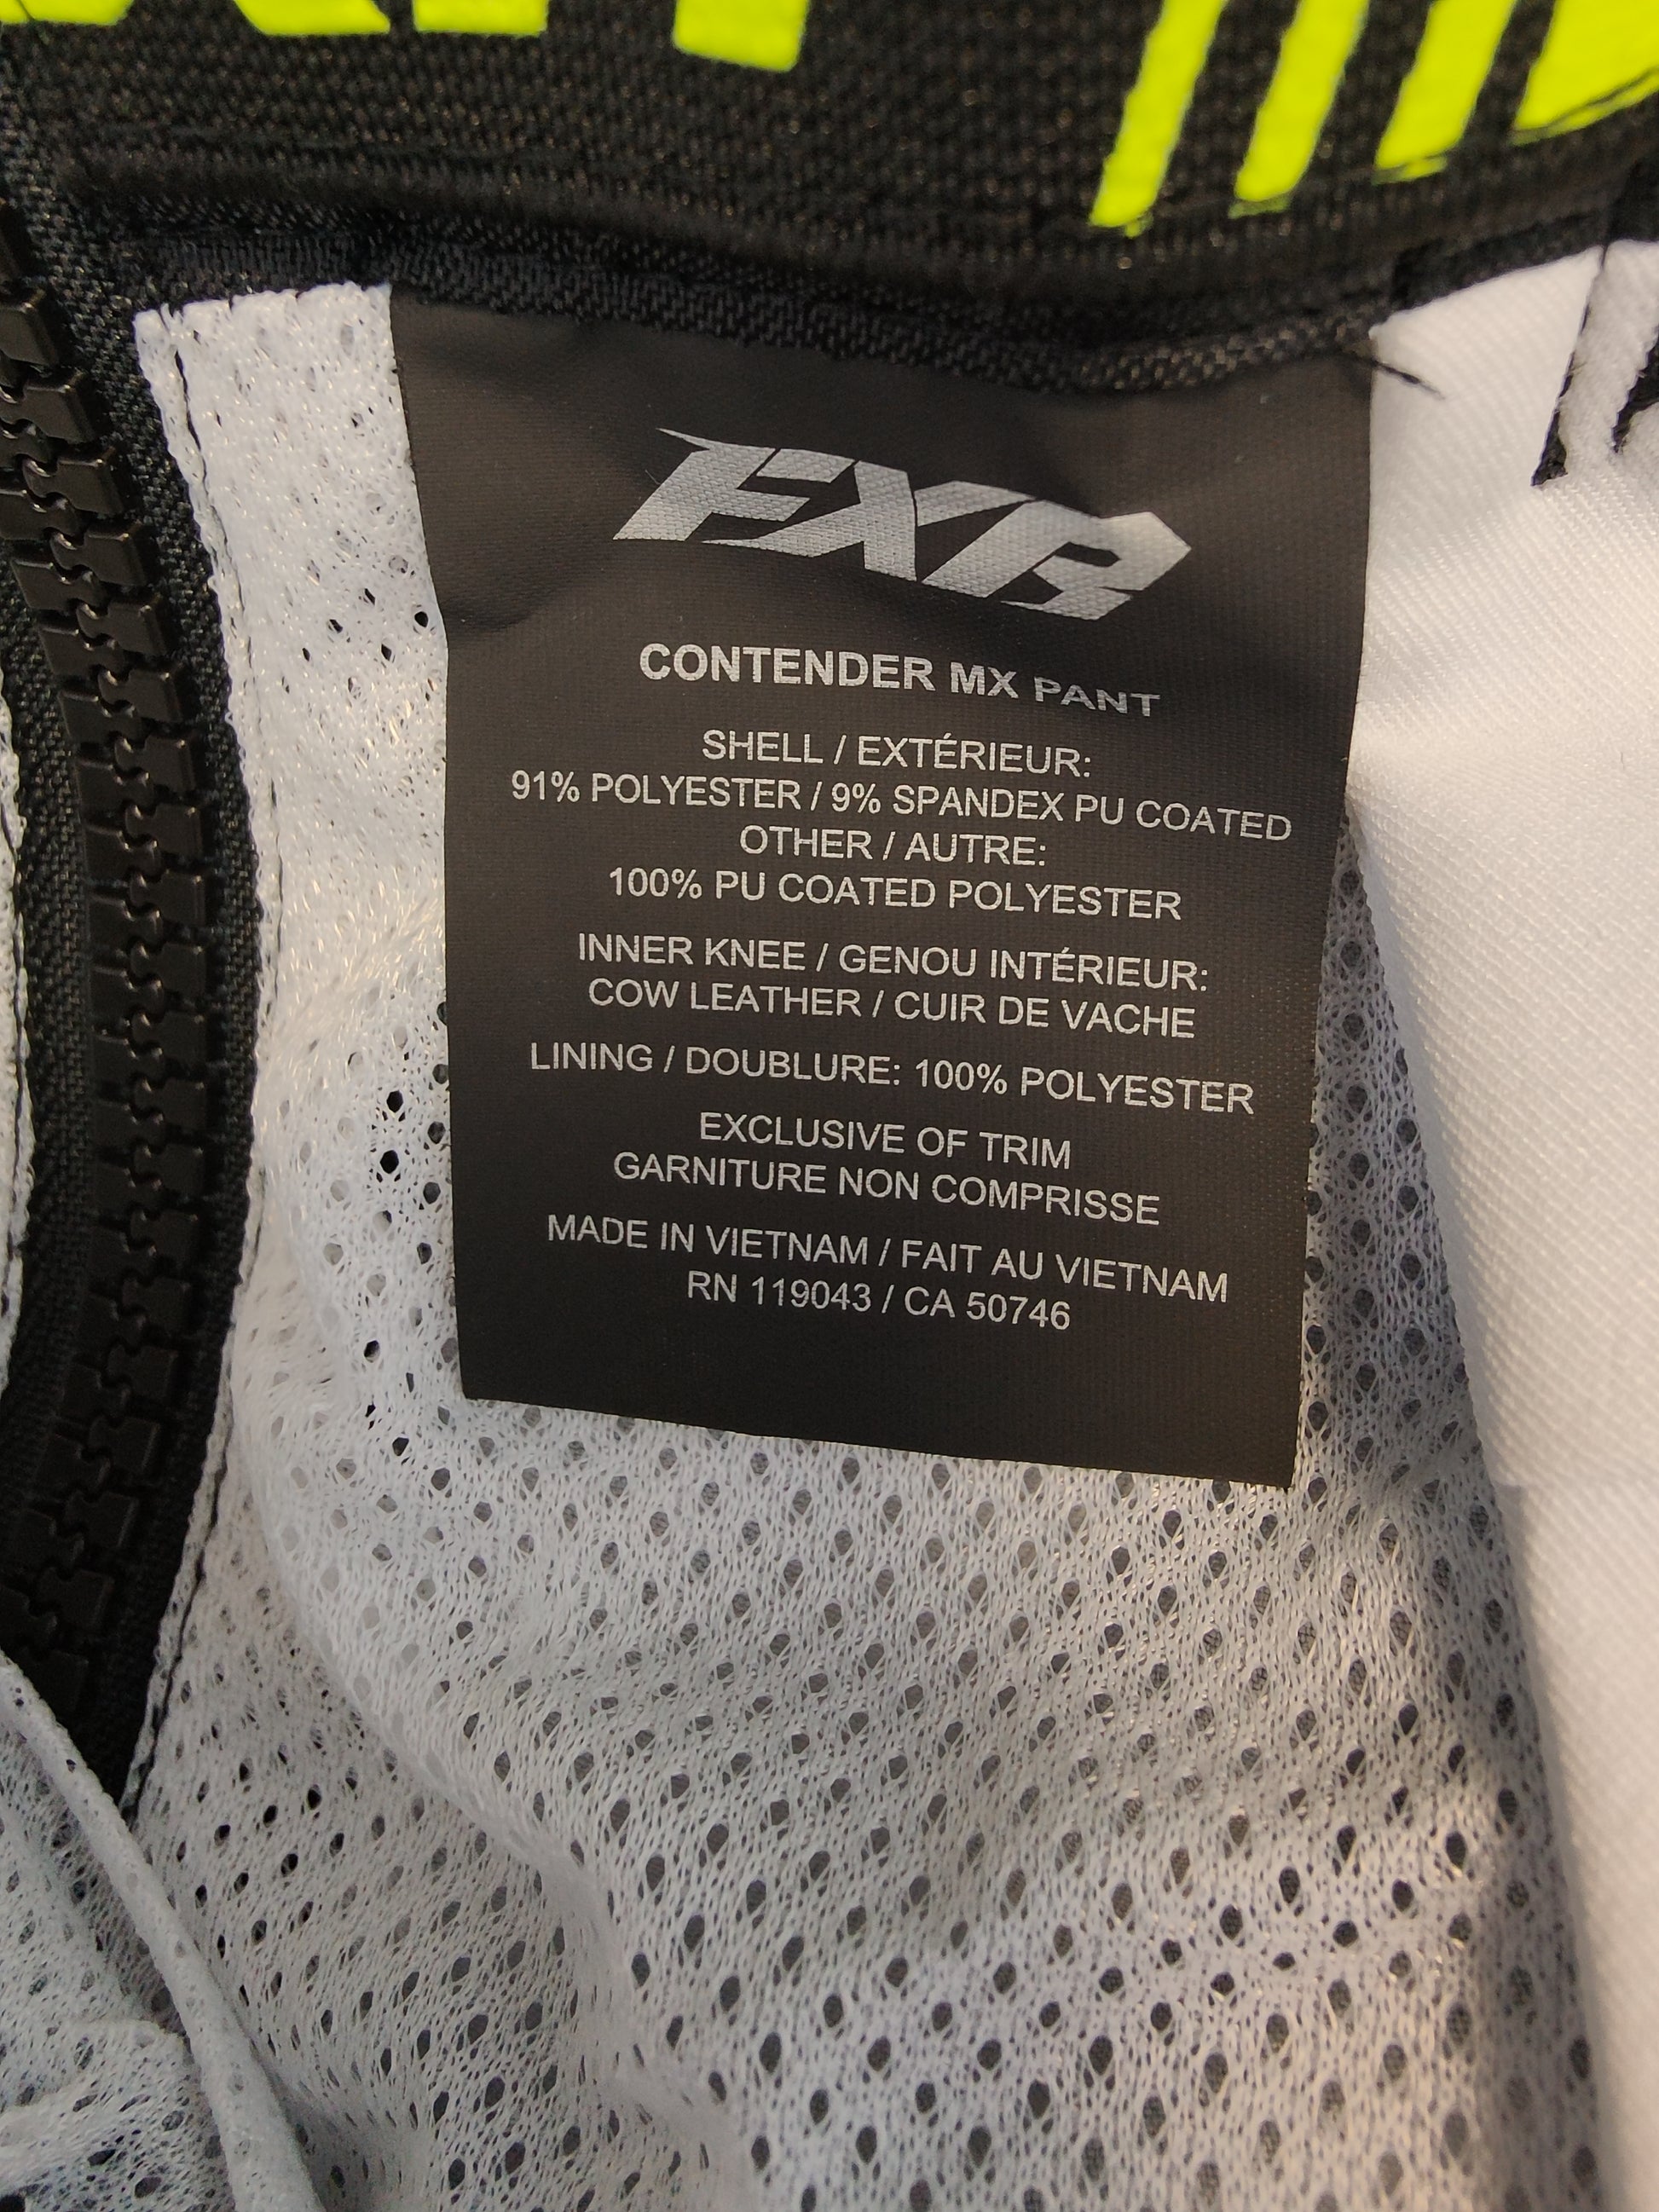 FXR
CONTENDER MX PANT
SHELL / EXTÉRIEUR:
91% POLYESTER / 9% SPANDEX PU COATED
OTHER / AUTRE:
100% PU COATED POLYESTER
INNER KNEE / GENOU INTÉRIEUR:
COW LEATHER / CUIR DE VACHE
LINING / DOUBLURE: 100% POLYESTER
EXCLUSIVE OF TRIM
GARNITURE NON COMPRISSE
MADE IN VIETNAM / FAIT AU VIETNAM
RN 119043 / CA 50746